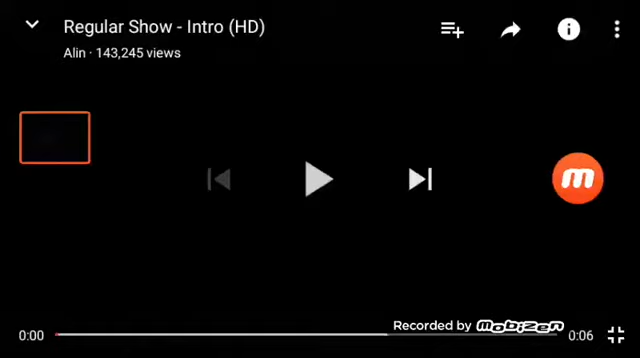 Regular Show - Intro (HD)
Alin · 143,245 views
m
Recorded by mobizen
0:00
0:06